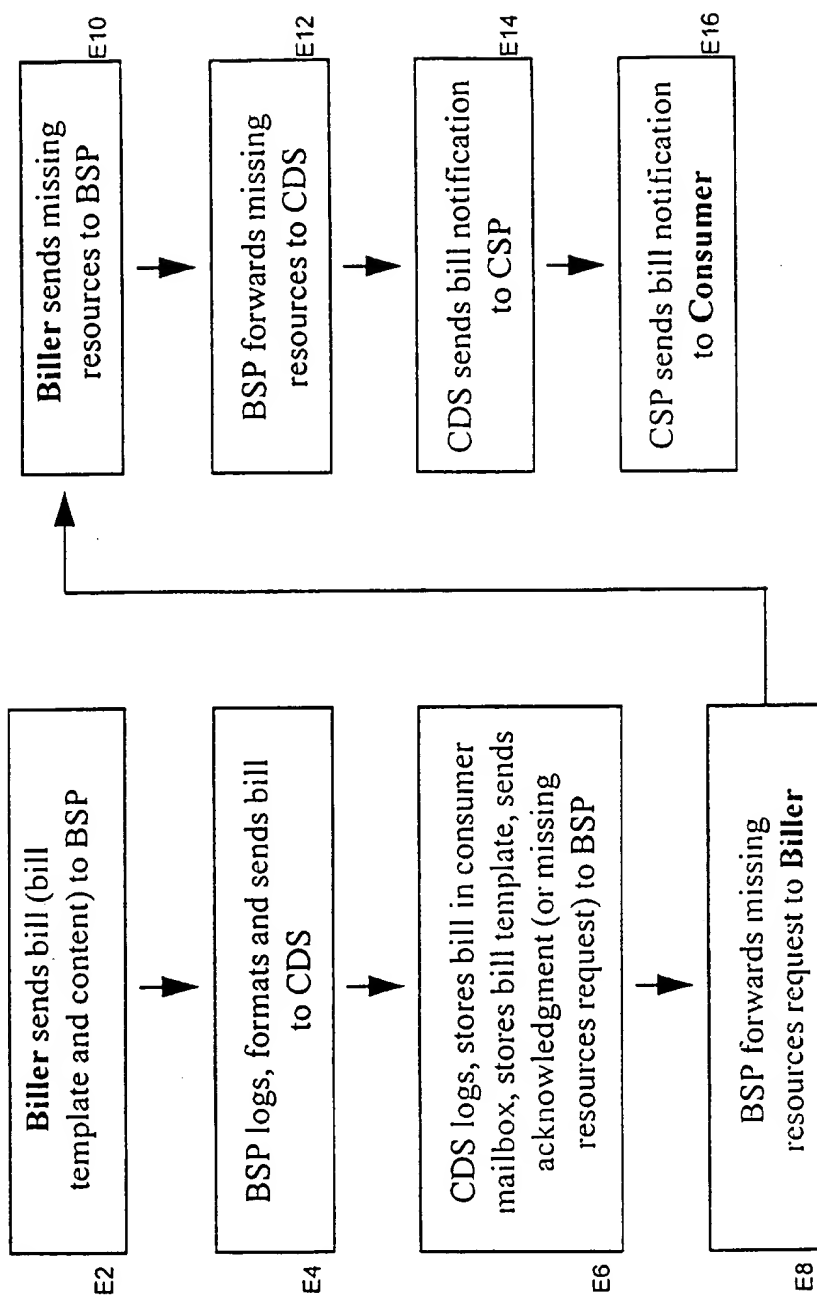 Biller sends bill (bill
template and content) to BSP
E2
BSP logs, formats and sends bill
to CDS
E4
CDS logs, stores bill in consumer
mailbox, stores bill template, sends
acknowledgment (or missing
resources request) to BSP
E6
BSP forwards missing
resources request to Biller
E8
Biller sends missing
resources to BSP
E10
BSP forwards missing
resources to CDS
E12
CDS sends bill notification
to CSP
E14
CSP sends bill notification
to Consumer
E16